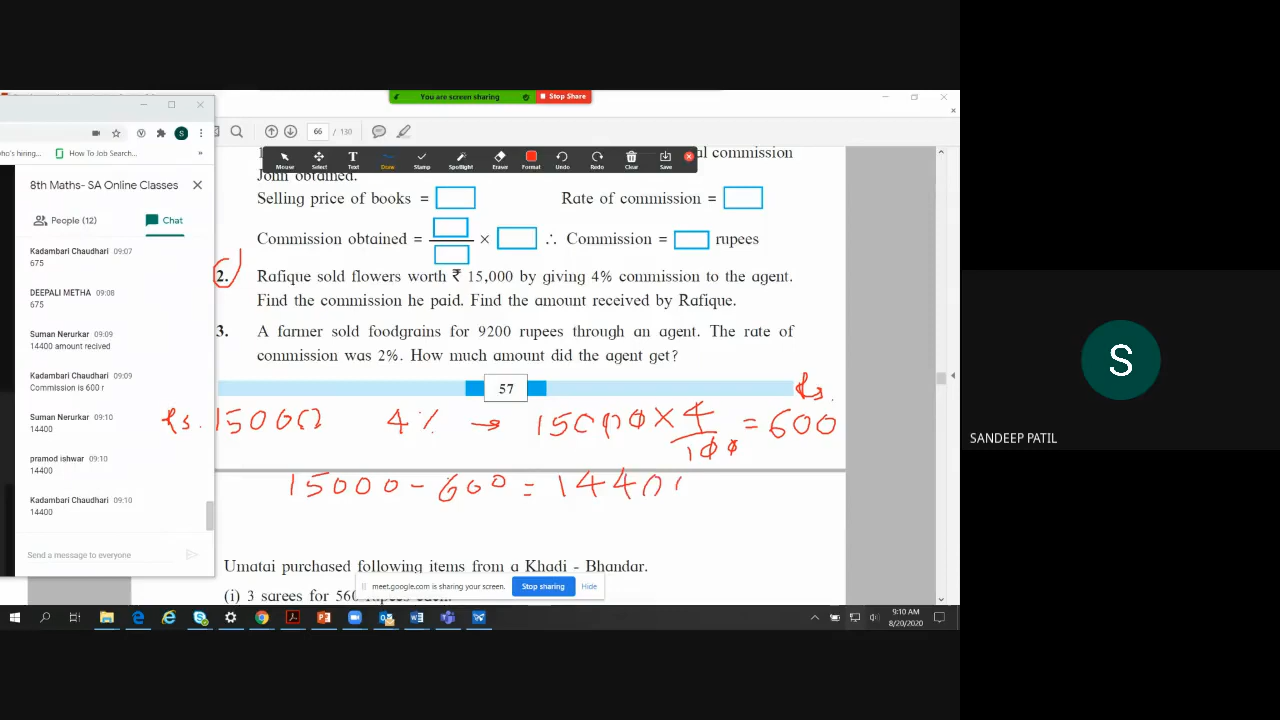 You are screen sharing
Stop Share
who's hiring...
How To Job Search...
66 / 130
Mouse Select Text Draw Stamp Spotlight Eraser Format Undo Redo Clear Save
8th Maths- SA Online Classes
People (12)
Chat
Kadambari Chaudhari 09:07
675
DEEPALI METHA 09:08
675
Suman Nerurkar 09:09
14400 amount recived
Kadambari Chaudhari 09:09
Commission is 600 r
Suman Nerurkar 09:10
14400
pramod ishwar 09:10
14400
Kadambari Chaudhari 09:10
14400
Send a message to everyone
commission
John obtained.
Selling price of books = Rate of commission =
Commission obtained = × ∴ Commission = rupees
2. Rafique sold flowers worth ₹ 15,000 by giving 4% commission to the agent.
Find the commission he paid. Find the amount received by Rafique.
3. A farmer sold foodgrains for 9200 rupees through an agent. The rate of
commission was 2%. How much amount did the agent get?
57
Rs.
Rs. 15000 4% → 15000 × 4/100 = 600
15000 - 600 = 1440
Umatai purchased following items from a Khadi - Bhandar.
meet.google.com is sharing your screen.
Stop sharing
Hide
(i) 3 sarees for 560 rupees each.
9:10 AM
8/20/2020
S
SANDEEP PATIL